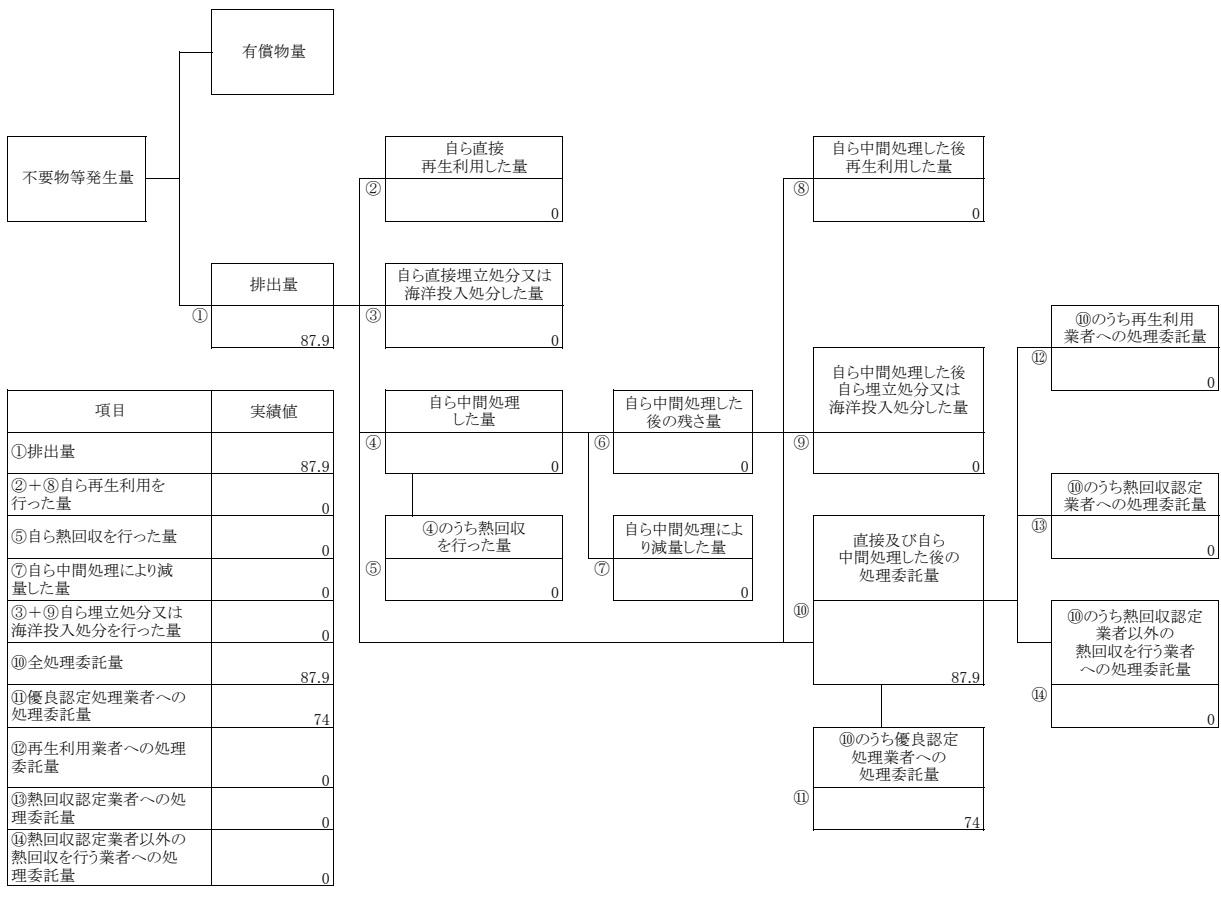 有償物量
不要物等発生量
排出量
①
87.9
自ら直接
再生利用した量
②
0
自ら直接埋立処分又は
海洋投入処分した量
③
0
自ら中間処理
した量
④
0
④のうち熱回収
を行った量
⑤
0
自ら中間処理した
後の残さ量
⑥
0
自ら中間処理によ
り減量した量
⑦
0
自ら中間処理した後
再生利用した量
⑧
0
自ら中間処理した後
自ら埋立処分又は
海洋投入処分した量
⑨
0
直接及び自ら
中間処理した後の
処理委託量
⑩
87.9
⑩のうち優良認定
処理業者への
処理委託量
⑪
74
⑩のうち再生利用
業者への処理委託量
⑫
0
⑩のうち熱回収認定
業者への処理委託量
⑬
0
⑩のうち熱回収認定
業者以外の
熱回収を行う業者
への処理委託量
⑭
0
項目 実績値
①排出量
87.9
②＋⑧自ら再生利用を
行った量
0
⑤自ら熱回収を行った量
0
⑦自ら中間処理により減
量した量
0
③＋⑨自ら埋立処分又は
海洋投入処分を行った量
0
⑩全処理委託量
87.9
⑪優良認定処理業者への
処理委託量
74
⑫再生利用業者への処理
委託量
0
⑬熱回収認定業者への処
理委託量
0
⑭熱回収認定業者以外の
熱回収を行う業者への処
理委託量
0